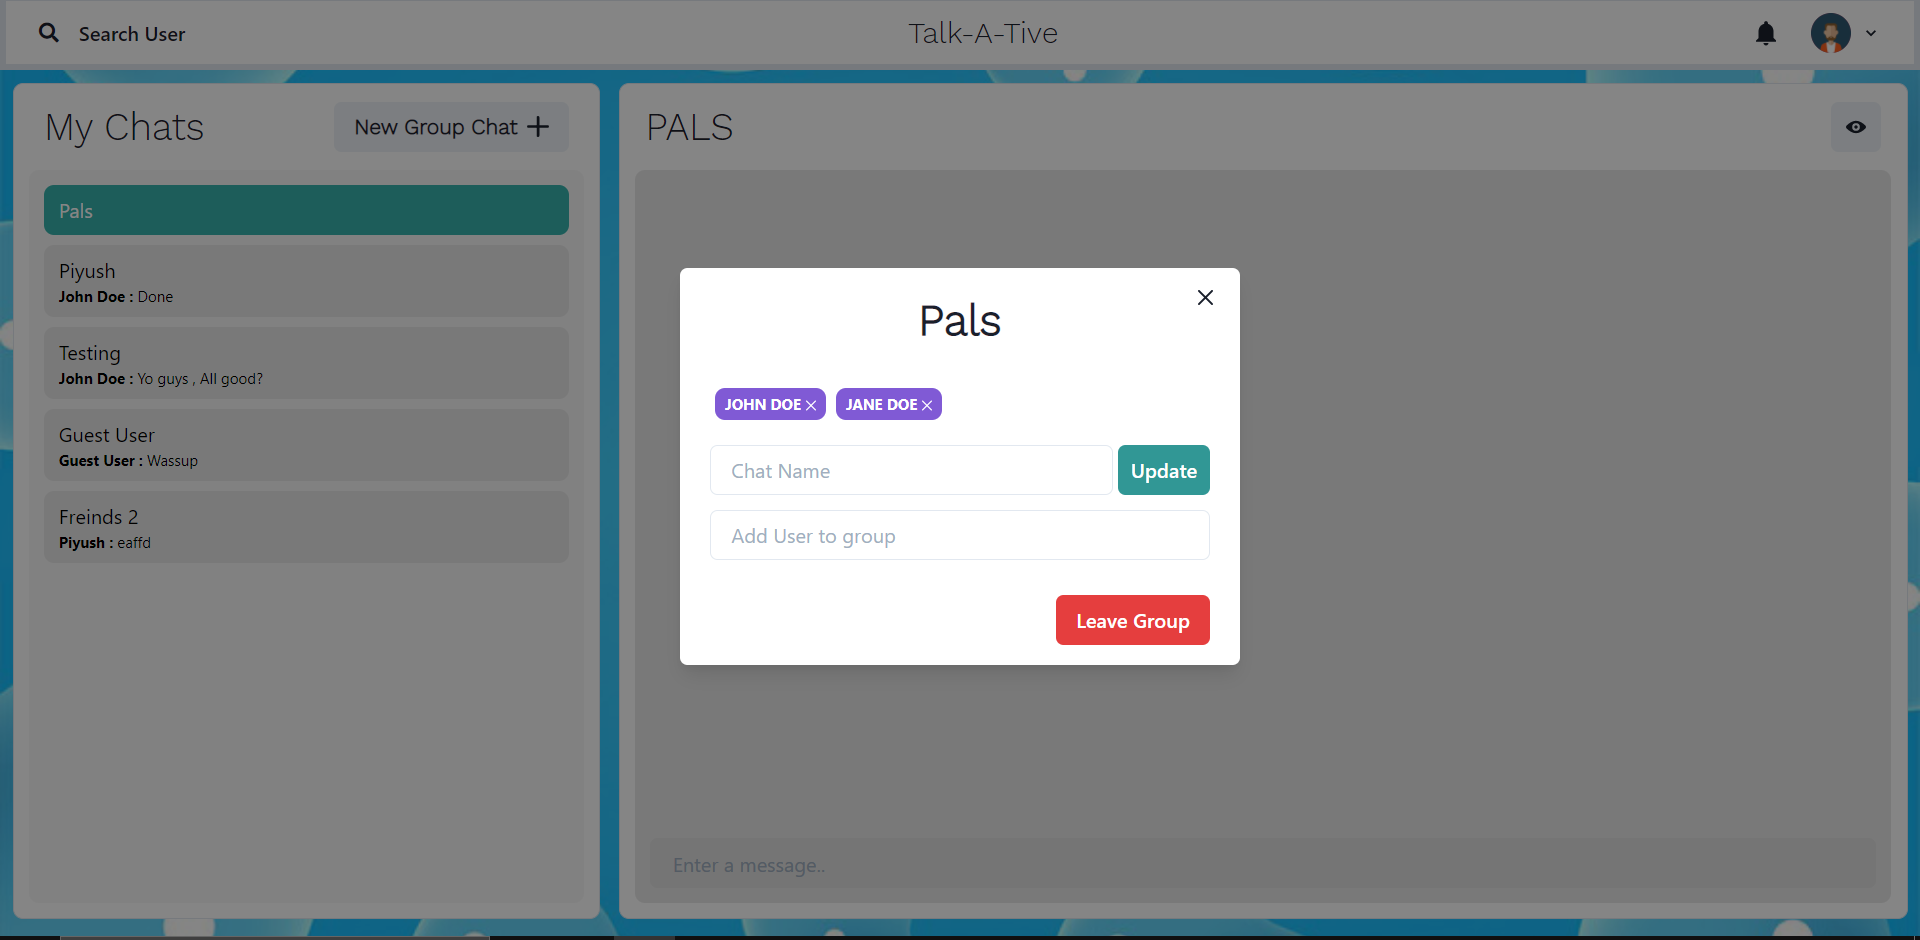 Search User
Talk-A-Tive
My Chats
New Group Chat
Pals
Piyush
John Doe : Done
Testing
John Doe : Yo guys , All good?
Guest User
Guest User : Wassup
Freinds 2
Piyush : eaffd
PALS
Pals
JOHN DOE
JANE DOE
Chat Name
Update
Add User to group
Leave Group
Enter a message..